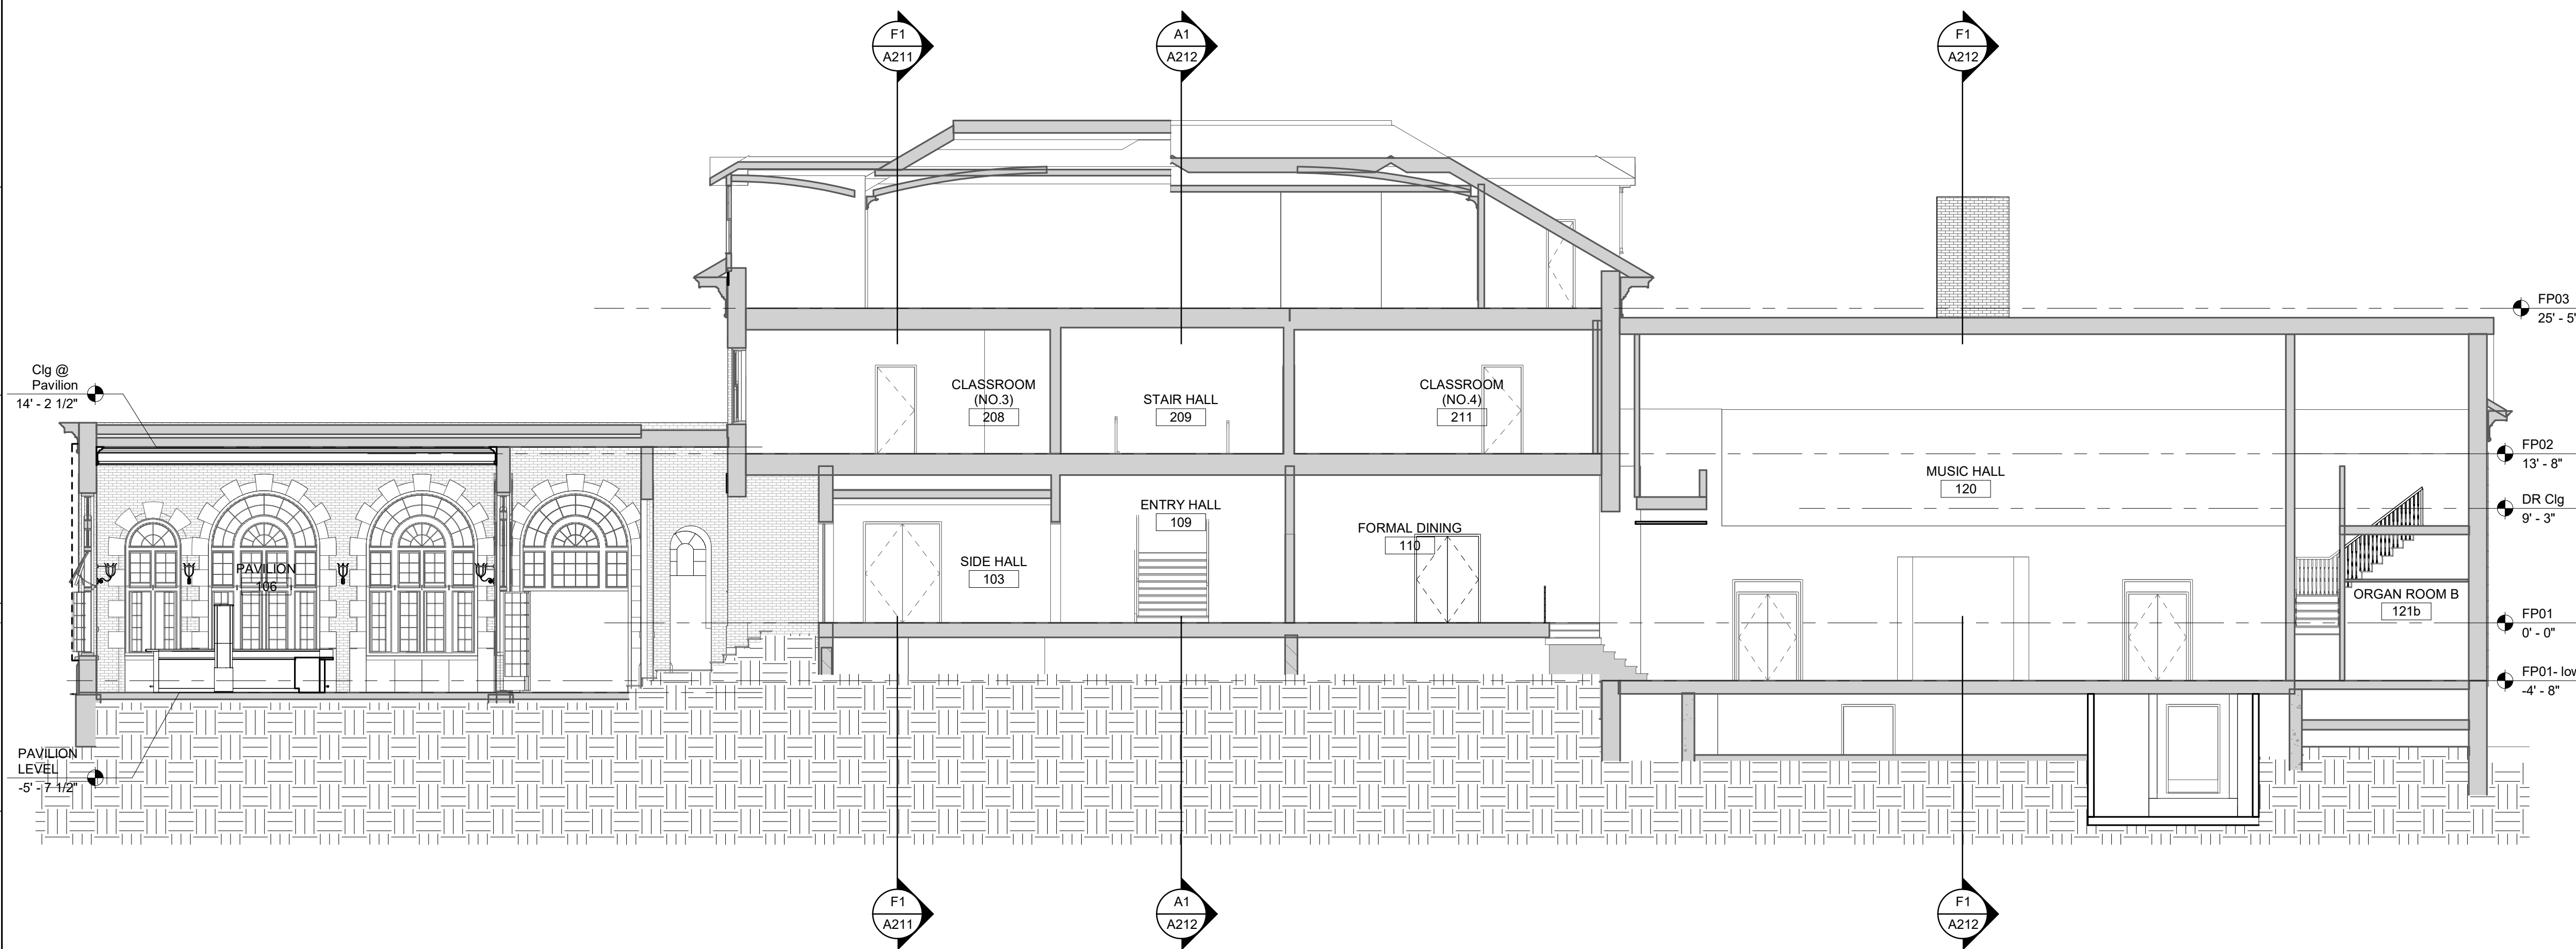 F1
A211
A1
A212
F1
A212
FP03
25' - 5"
Clg @
Pavilion
14' - 2 1/2"
CLASSROOM
(NO.3)
208
STAIR HALL
209
CLASSROOM
(NO.4)
211
FP02
13' - 8"
MUSIC HALL
120
DR Clg
9' - 3"
ENTRY HALL
109
FORMAL DINING
110
SIDE HALL
103
PAVILION
106
ORGAN ROOM B
121b
FP01
0' - 0"
FP01- low
-4' - 8"
PAVILION
LEVEL
-5' - 7 1/2"
F1
A211
A1
A212
F1
A212